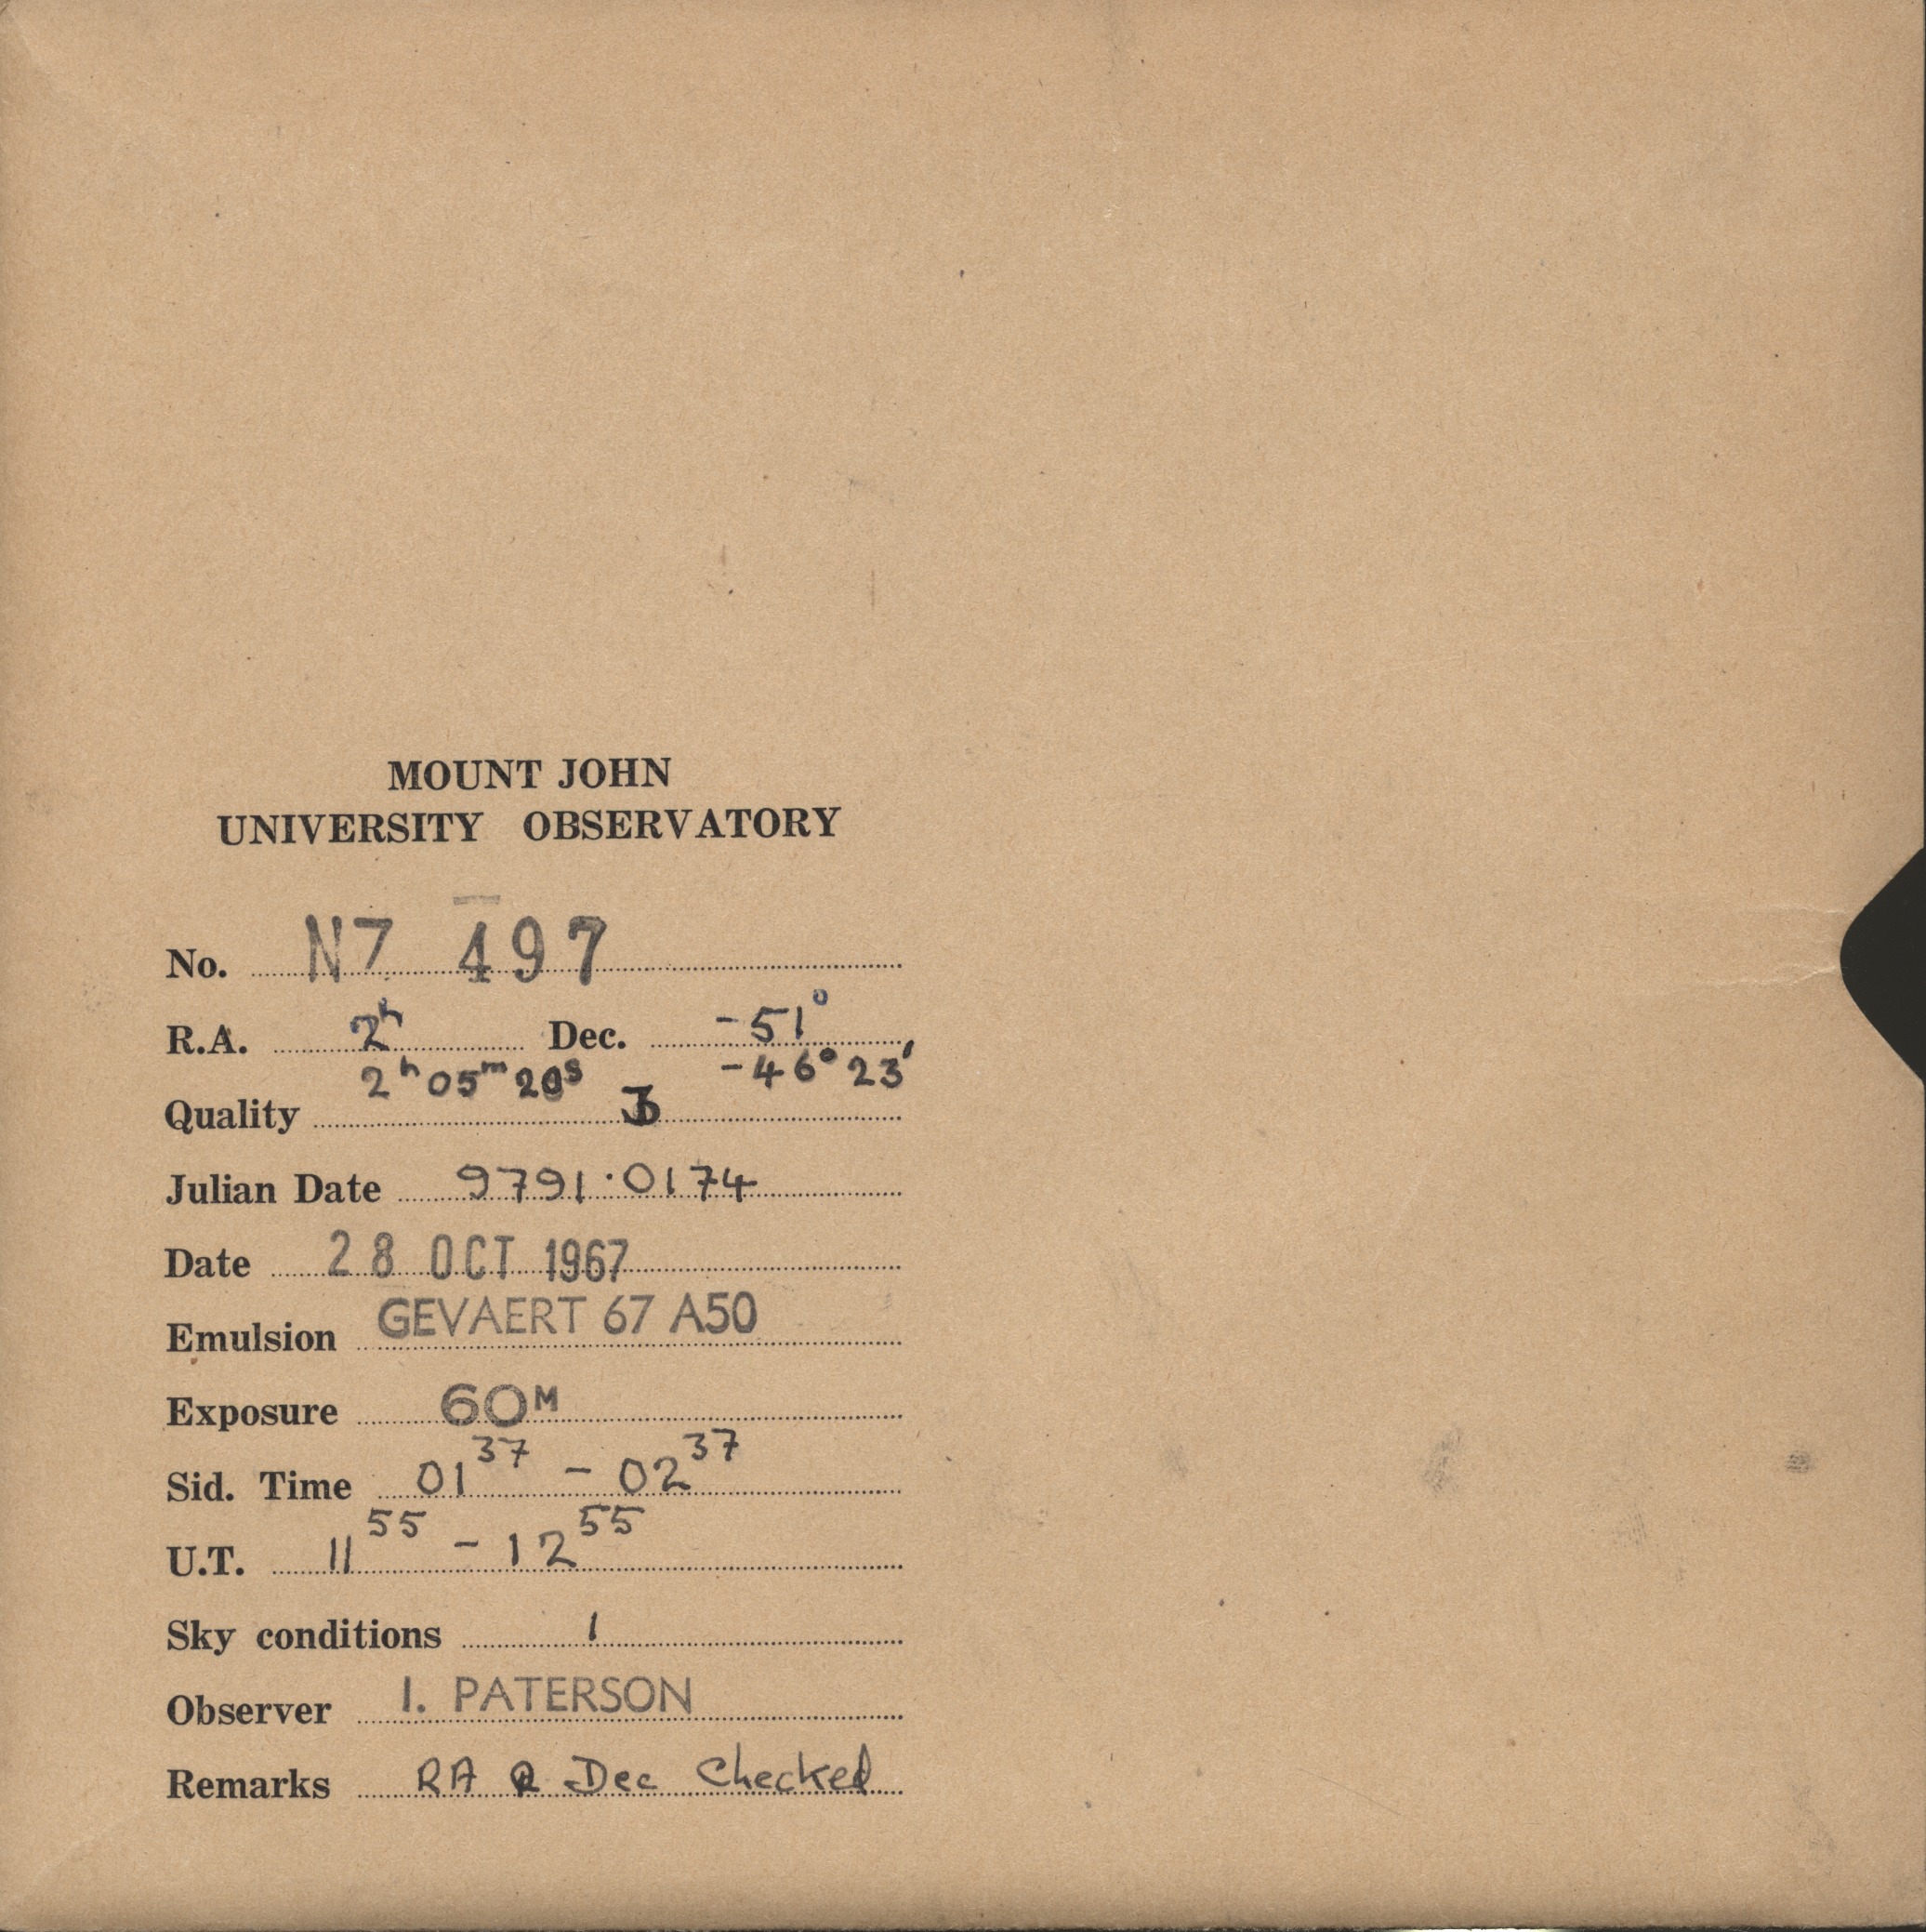 MOUNT JOHN
UNIVERSITY OBSERVATORY
No. NZ 497
R.A. 2h Dec. -51°
2h 05m 20s -46° 23'
Quality 3
Julian Date 9791·0174
Date 28 OCT 1967
Emulsion GEVAERT 67 A50
Exposure 60M
Sid. Time 01 37 - 02 37
U.T. 11 55 - 12 55
Sky conditions 1
Observer I. PATERSON
Remarks RA & Dec Checked